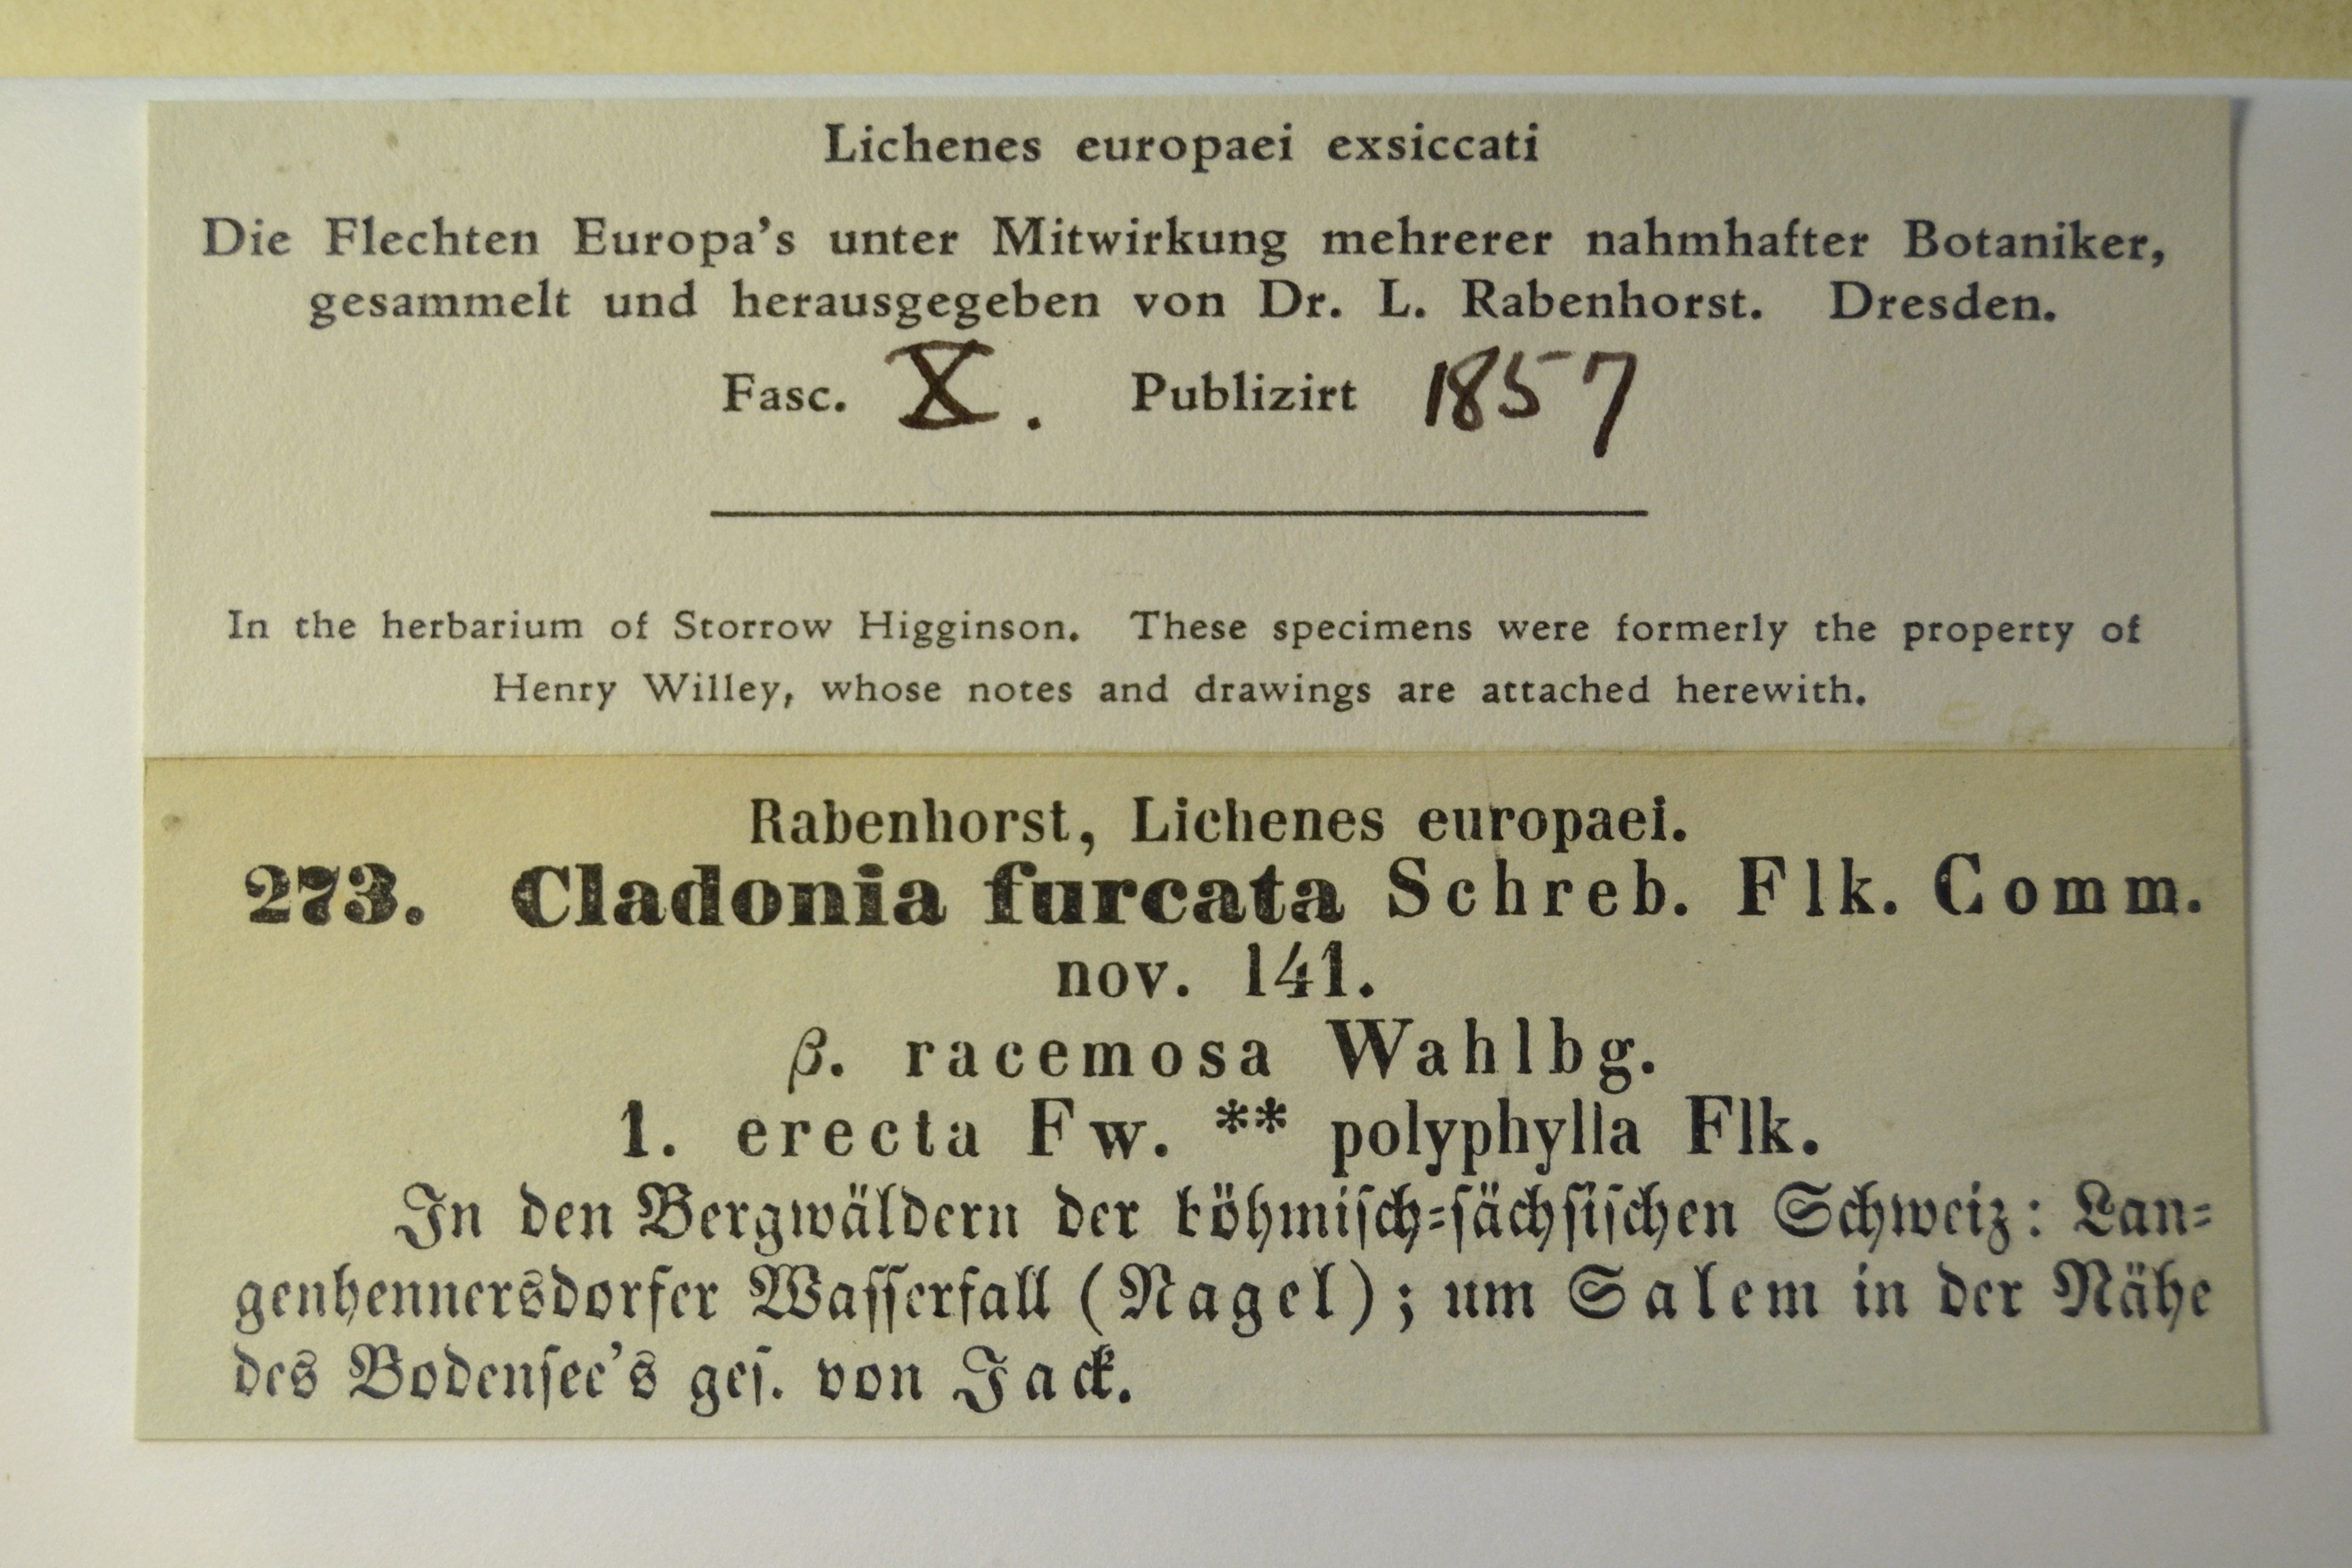 Lichenes europaei exsiccati
Die Flechten Europa's unter Mitwirkung mehrerer nahmhafter Botaniker,
gesammelt und herausgegeben von Dr. L. Rabenhorst. Dresden.
Fasc. X. Publizirt 1857
In the herbarium of Storrow Higginson. These specimens were formerly the property of
Henry Willey, whose notes and drawings are attached herewith.
Rabenhorst, Lichenes europaei.
273. Cladonia furcata Schreb. Flk. Comm.
nov. 141.
β. racemosa Wahlbg.
1. erecta Fw. ** polyphylla Flk.
In den Bergwäldern der böhmiſch-ſächſiſchen Schweiz: Lan-
genhennersdorfer Waſſerfall (Nagel); um Salem in der Nähe
des Bodenſee's geſ. von Jack.